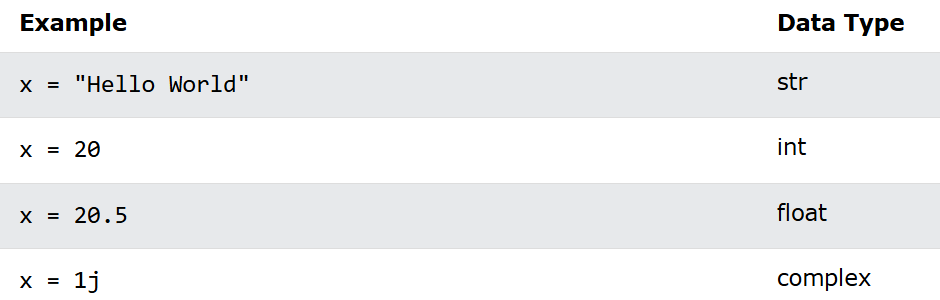 Example Data Type
x = "Hello World" str
x = 20 int
x = 20.5 float
x = 1j complex